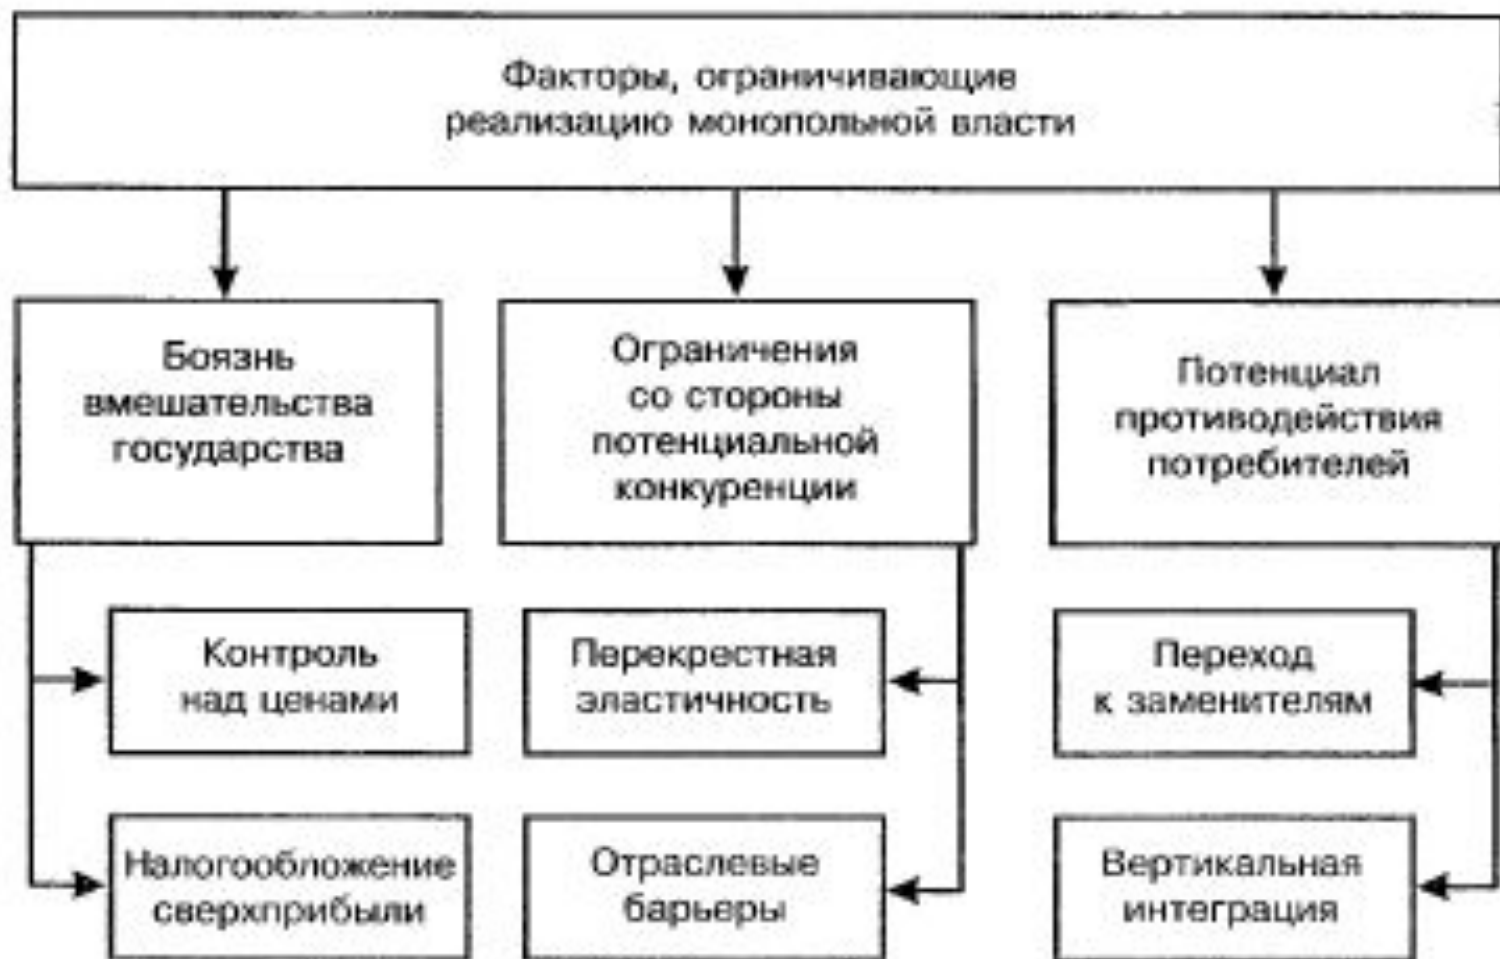 Факторы, ограничивающие
реализацию монопольной власти
Боязнь
вмешательства
государства
Ограничения
со стороны
потенциальной
конкуренции
Потенциал
противодействия
потребителей
Контроль
над ценами
Перекрестная
эластичность
Переход
к заменителям
Налогообложение
сверхприбыли
Отраслевые
барьеры
Вертикальная
интеграция